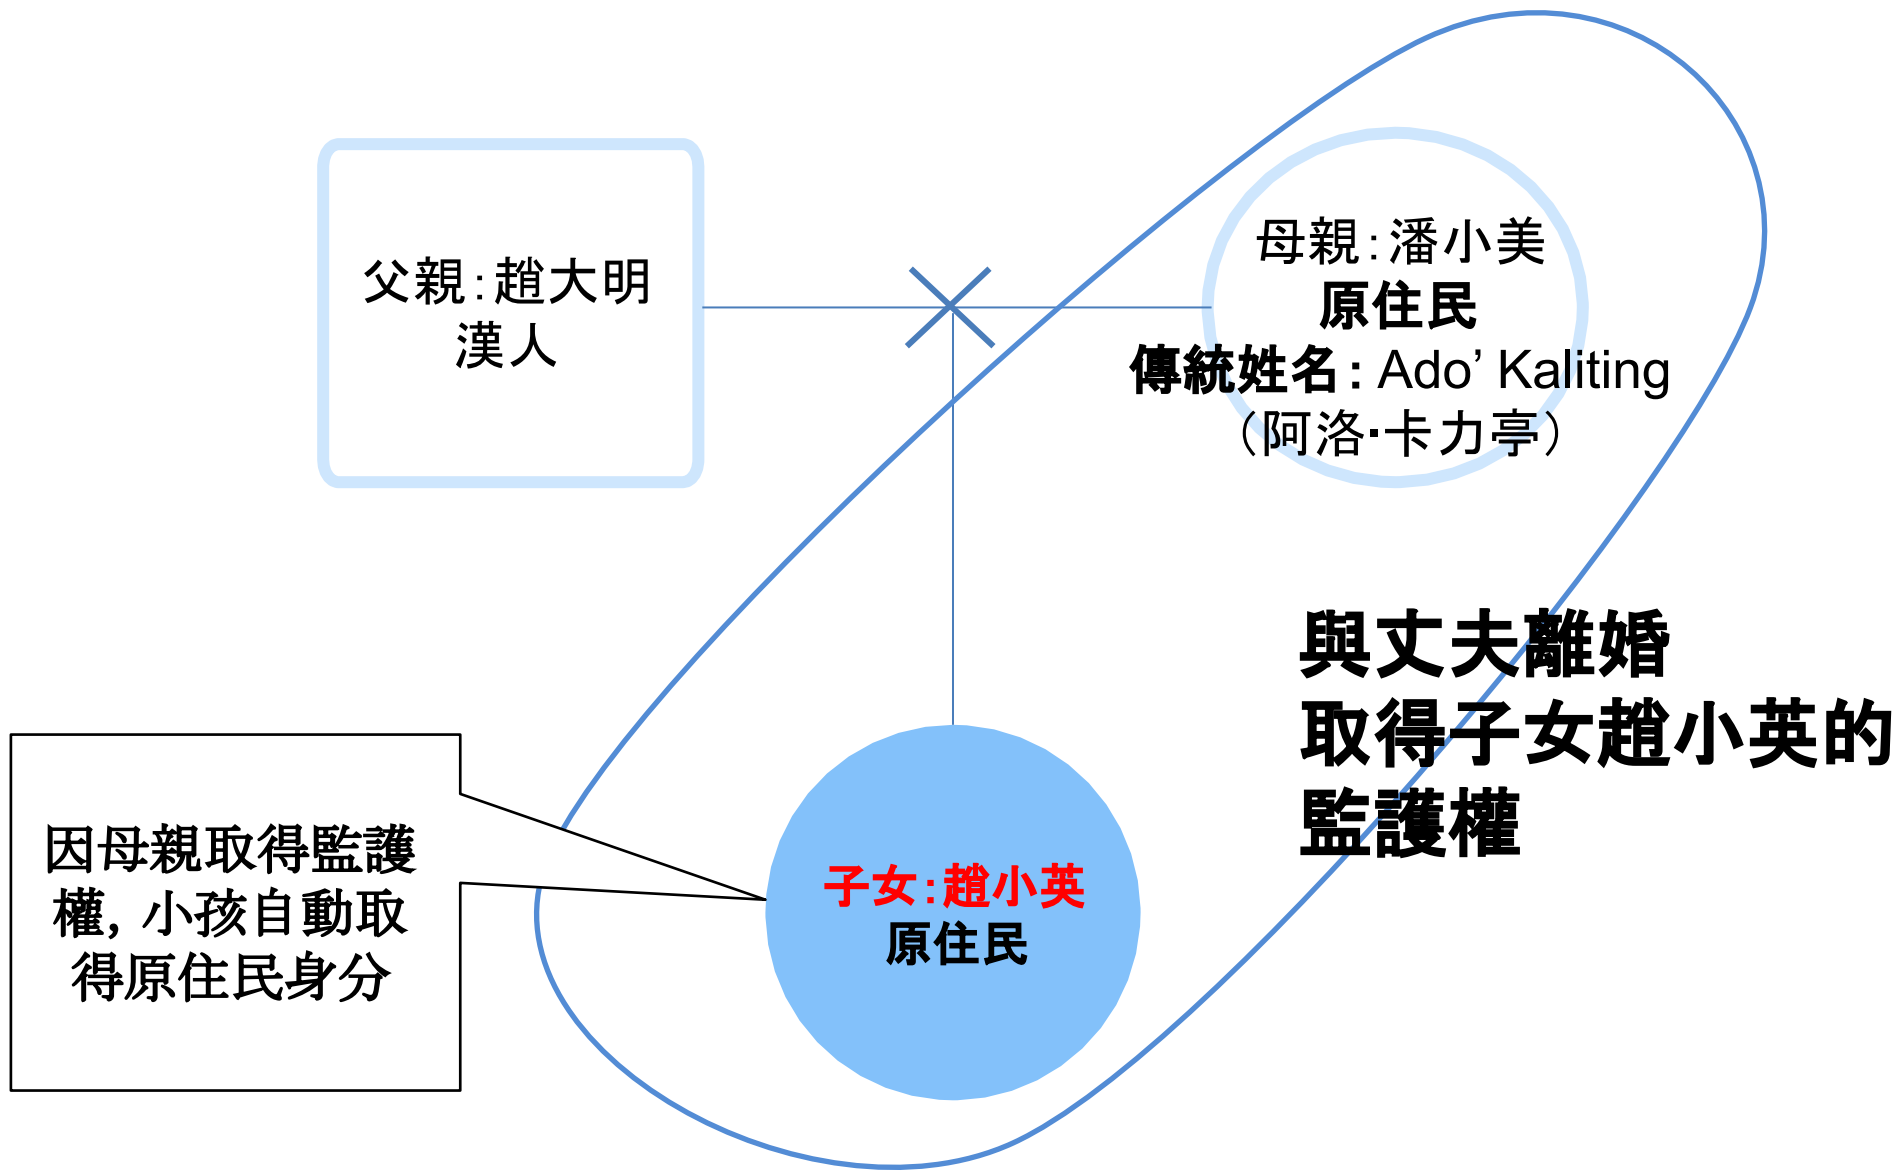 父親：趙大明
漢人
母親：潘小美
原住民
傳統姓名：Ado’ Kaliting
（阿洛‧卡力亭）
與丈夫離婚
取得子女趙小英的
監護權
因母親取得監護
權，小孩自動取
得原住民身分
子女：趙小英
原住民